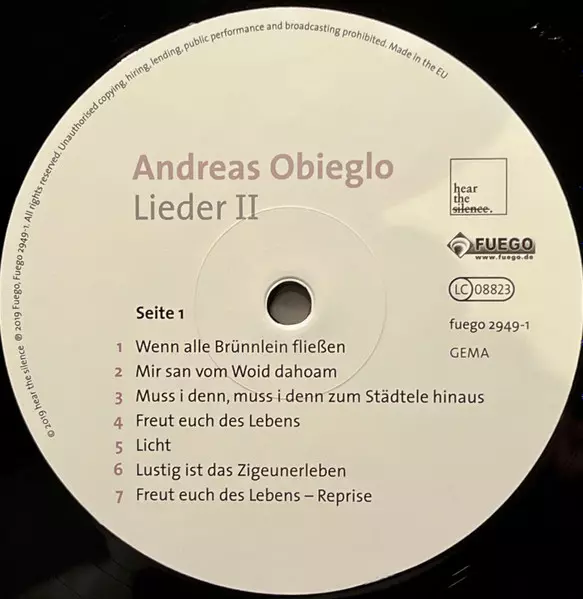 ©2019 hear the silence ℗ 2019 Fuego, Fuego 2949-1. All rights reserved. Unauthorised copying, hiring, lending, public performance and broadcasting prohibited. Made in the EU
Andreas Obieglo
Lieder II
hear
the
silence.
FUEGO
www.fuego.de
LC 08823
fuego 2949-1
GEMA
Seite 1
1 Wenn alle Brünnlein fließen
2 Mir san vom Woid dahoam
3 Muss i denn, muss i denn zum Städtele hinaus
4 Freut euch des Lebens
5 Licht
6 Lustig ist das Zigeunerleben
7 Freut euch des Lebens – Reprise